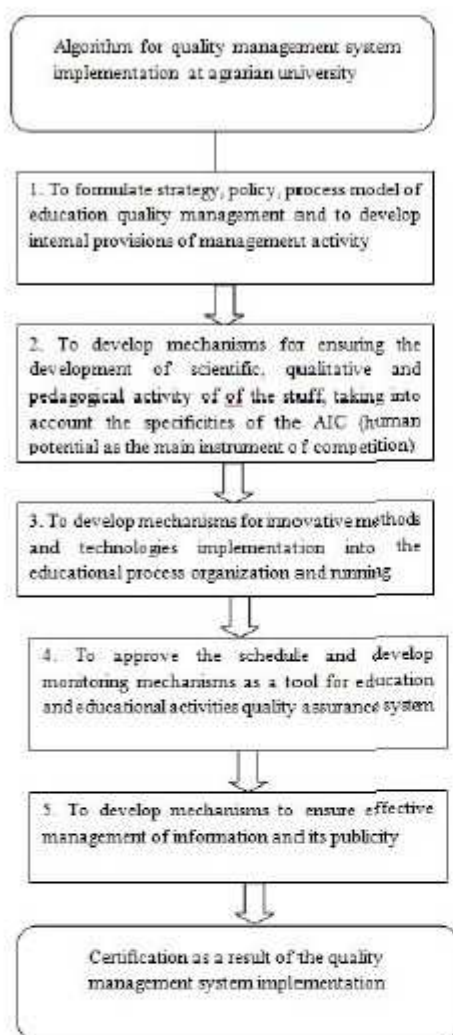 Algorithm for quality management system
implementation at agrarian university
1. To formulate strategy, policy, process model of
education quality management and to develop
internal provisions of management activity
2. To develop mechanisms for ensuring the
development of scientific, qualitative and
pedagogical activity of of the stuff, taking into
account the specificities of the AIC (human
potential as the main instrument of competition)
3. To develop mechanisms for innovative methods
and technologies implementation into the
educational process organization and running
4. To approve the schedule and develop
monitoring mechanisms as a tool for education
and educational activities quality assurance system
5. To develop mechanisms to ensure effective
management of information and its publicity
Certification as a result of the quality
management system implementation